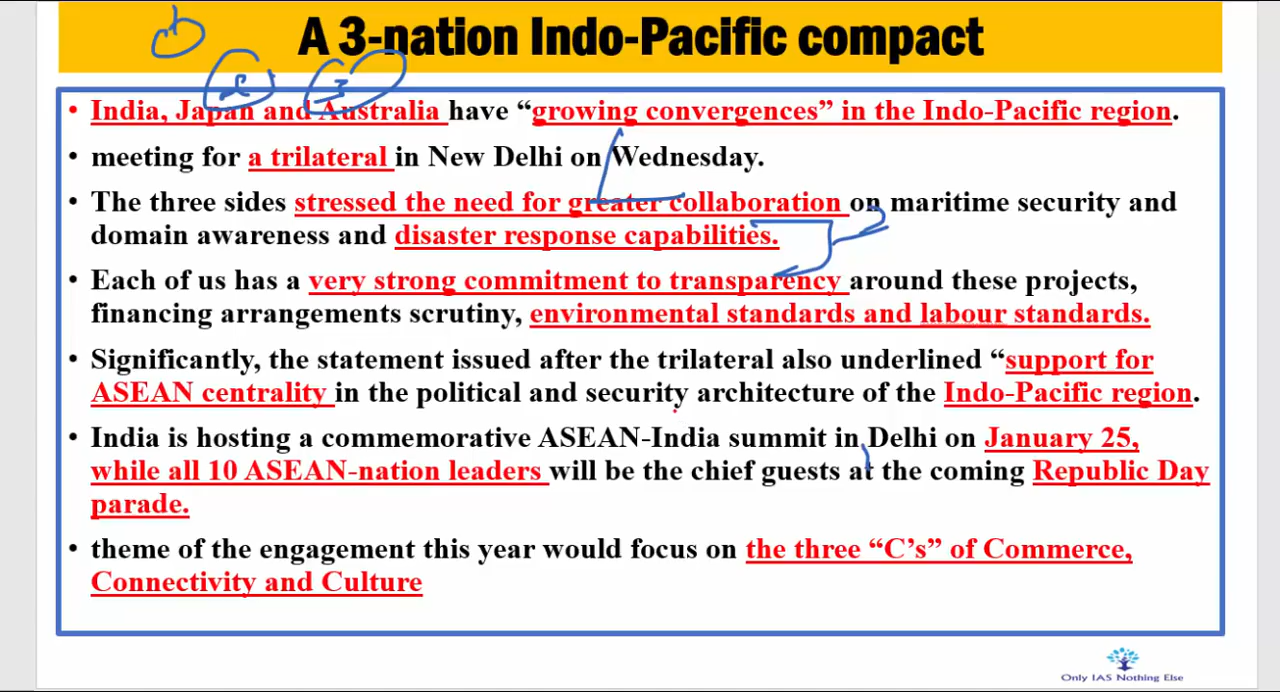 A 3-nation Indo-Pacific compact
2 3
• India, Japan and Australia have “growing convergences” in the Indo-Pacific region.
• meeting for a trilateral in New Delhi on Wednesday.
• The three sides stressed the need for greater collaboration on maritime security and
domain awareness and disaster response capabilities.
• Each of us has a very strong commitment to transparency around these projects,
financing arrangements scrutiny, environmental standards and labour standards.
• Significantly, the statement issued after the trilateral also underlined “support for
ASEAN centrality in the political and security architecture of the Indo-Pacific region.
• India is hosting a commemorative ASEAN-India summit in Delhi on January 25,
while all 10 ASEAN-nation leaders will be the chief guests at the coming Republic Day
parade.
• theme of the engagement this year would focus on the three “C’s” of Commerce,
Connectivity and Culture
Only IAS Nothing Else